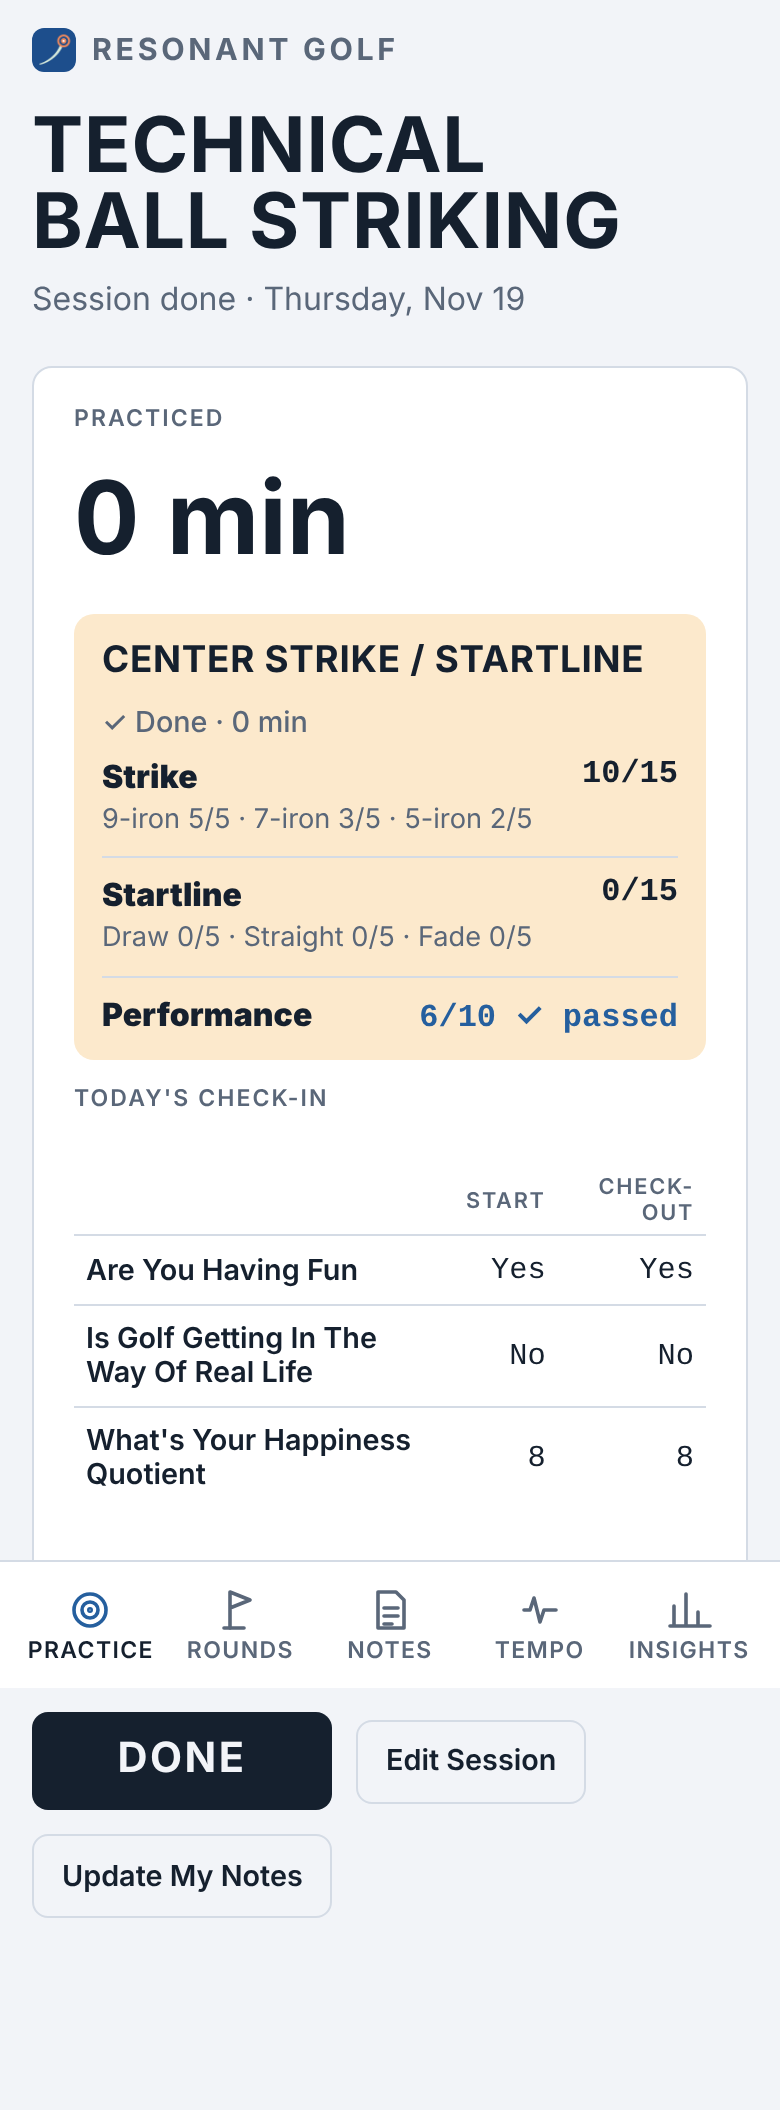 RESONANT GOLF
TECHNICAL
BALL STRIKING
Session done · Thursday, Nov 19
PRACTICED
0 min
CENTER STRIKE / STARTLINE
✓ Done · 0 min
Strike 10/15
9-iron 5/5 · 7-iron 3/5 · 5-iron 2/5
Startline 0/15
Draw 0/5 · Straight 0/5 · Fade 0/5
Performance 6/10 ✓ passed
TODAY'S CHECK-IN
START CHECK-
OUT
Are You Having Fun Yes Yes
Is Golf Getting In The
Way Of Real Life No No
What's Your Happiness
Quotient 8 8
PRACTICE ROUNDS NOTES TEMPO INSIGHTS
DONE Edit Session
Update My Notes